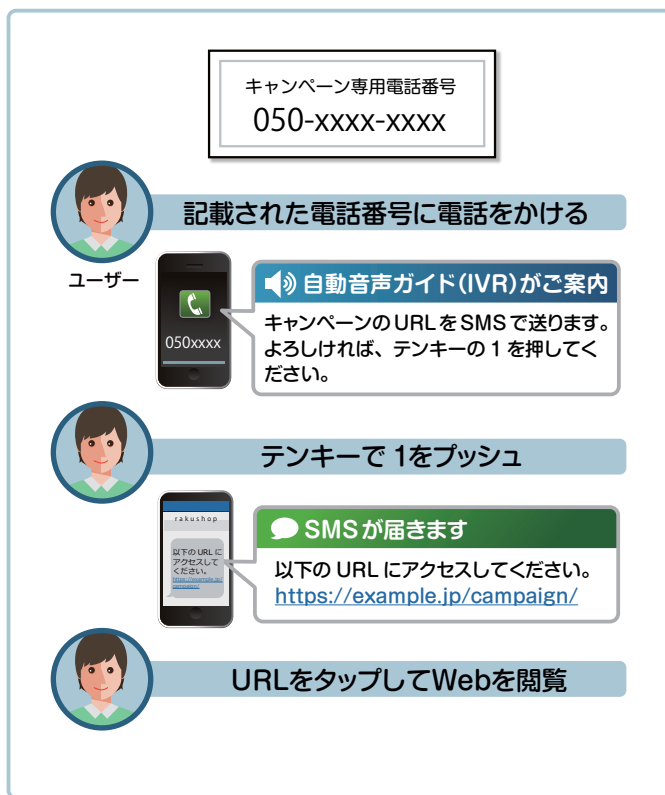 キャンペーン専用電話番号
050-xxxx-xxxx
記載された電話番号に電話をかける
ユーザー
050xxxx
自動音声ガイド（IVR）がご案内
キャンペーンのURLをSMSで送ります。
よろしければ、テンキーの1を押してく
ださい。
テンキーで 1をプッシュ
rakushop
以下の URL に
アクセスして
ください。
https://example.jp/
campaign/
SMSが届きます
以下の URL にアクセスしてください。
https://example.jp/campaign/
URLをタップしてWebを閲覧